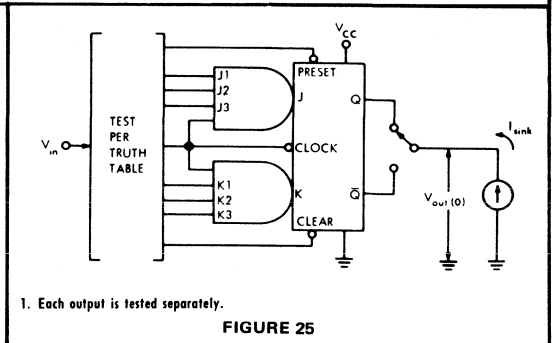 V_CC
PRESET
J1
J2
J3
J
Q
TEST
PER
TRUTH
TABLE
V_in
CLOCK
I_sink
K1
K2
K3
K
Q̅
V_out (0)
CLEAR
1. Each output is tested separately.
FIGURE 25